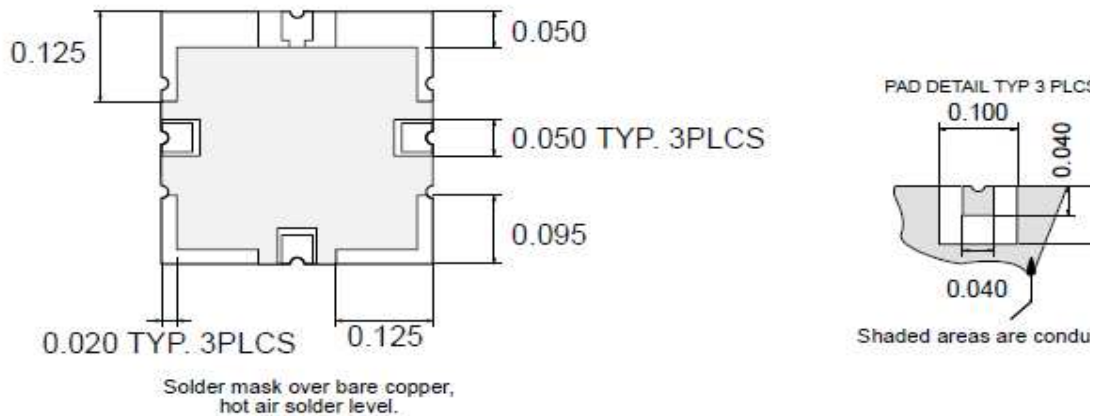 0.125
0.050
0.050 TYP. 3PLCS
0.095
0.020 TYP. 3PLCS
0.125
Solder mask over bare copper,
hot air solder level.
PAD DETAIL TYP 3 PLCS
0.100
0.040
0.040
Shaded areas are condu